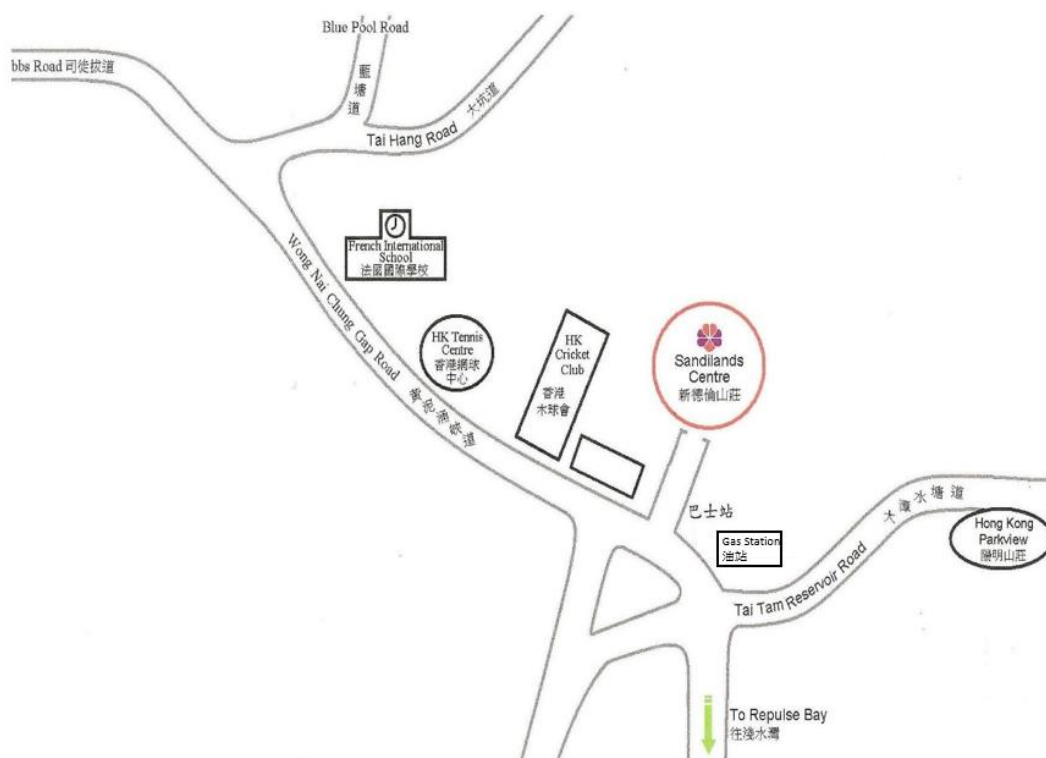 Blue Pool Road
藍塘道
bbs Road 司徒拔道
Tai Hang Road 大坑道
French International
School
法國國際學校
Wong Nai Chung Gap Road 黃泥涌峽道
HK Tennis
Centre
香港網球
中心
HK
Cricket
Club
香港
木球會
Sandilands
Centre
新德倫山莊
巴士站
Gas Station
油站
Tai Tam Reservoir Road 大潭水塘道
Hong Kong
Parkview
陽明山莊
To Repulse Bay
往淺水灣